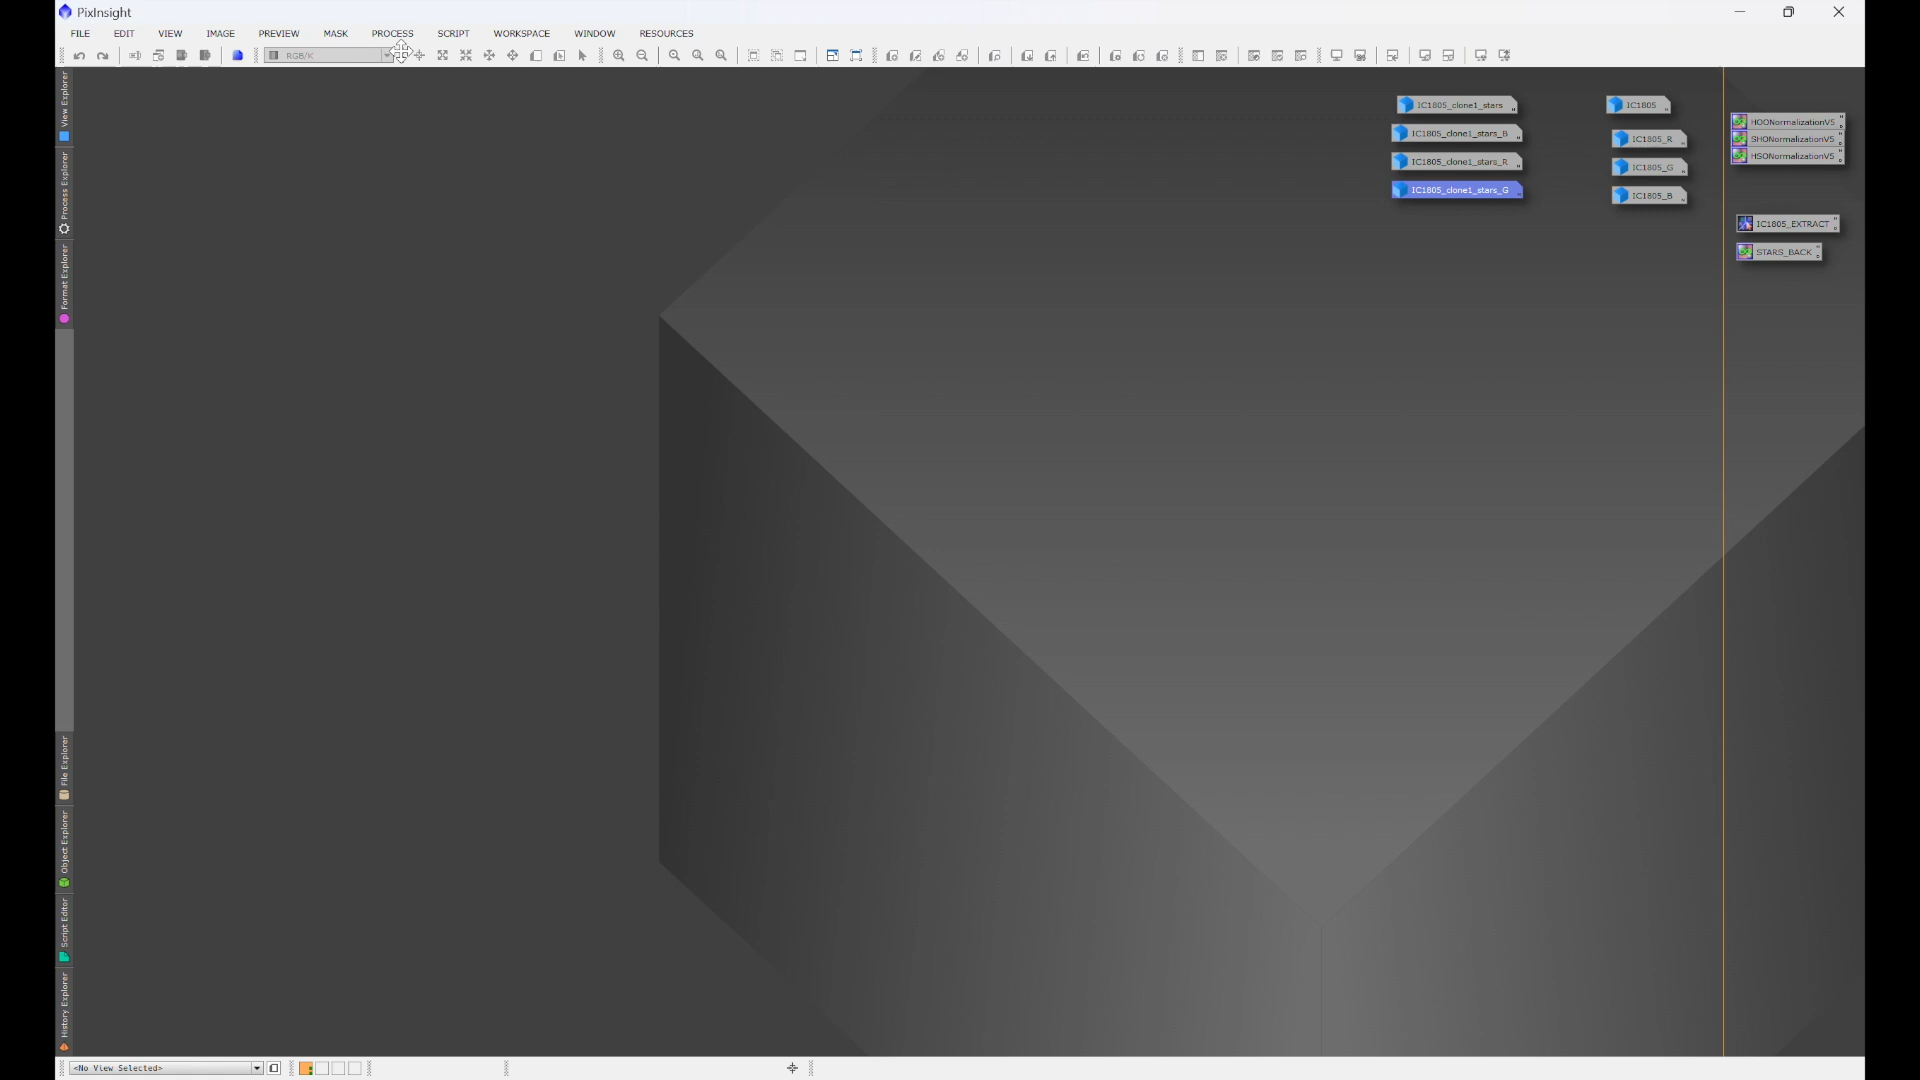 PixInsight
FILE EDIT VIEW IMAGE PREVIEW MASK PROCESS SCRIPT WORKSPACE WINDOW RESOURCES
RGB/K
View Explorer
Process Explorer
Format Explorer
File Explorer
Object Explorer
Script Editor
History Explorer
IC1805_clone1_stars
IC1805_clone1_stars_B
IC1805_clone1_stars_R
IC1805_clone1_stars_G
IC1805
IC1805_R
IC1805_G
IC1805_B
HOONormalizationV5
SHONormalizationV5
HSONormalizationV5
IC1805_EXTRACT
STARS_BACK
<No View Selected>